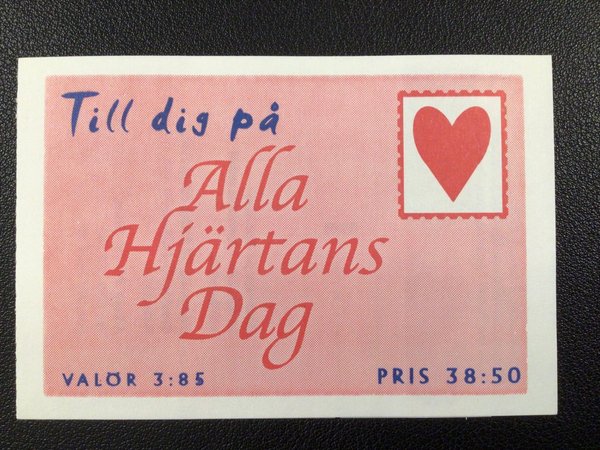 Till dig på
Alla
Hjärtans
Dag
VALÖR 3:85
PRIS 38:50